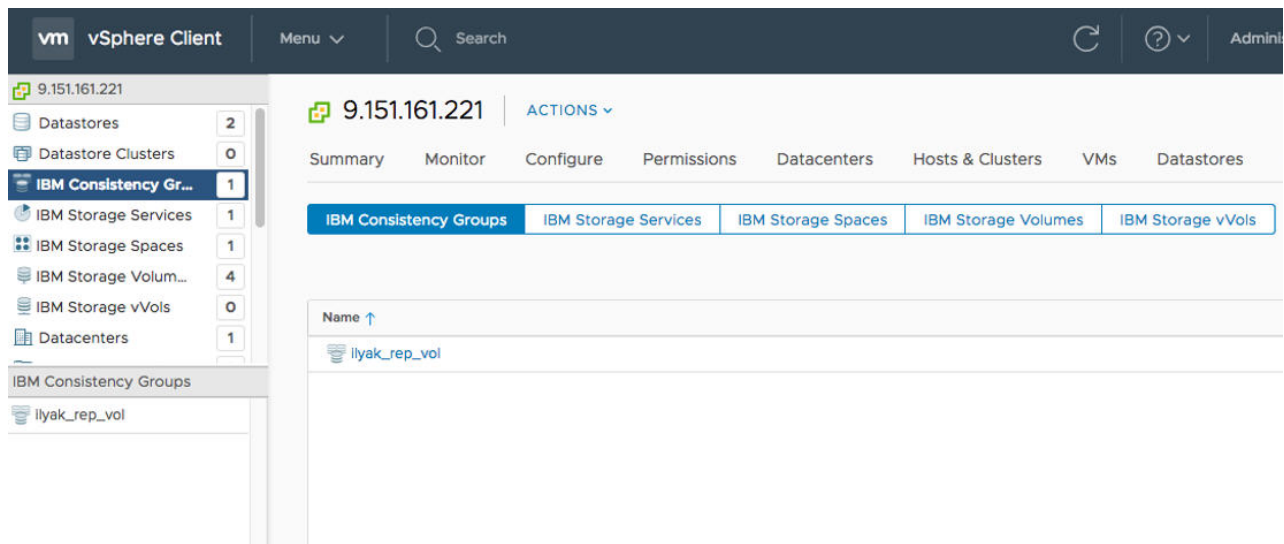 vm vSphere Client Menu Search Adminis
9.151.161.221
Datastores 2
Datastore Clusters 0
IBM Consistency Gr... 1
IBM Storage Services 1
IBM Storage Spaces 1
IBM Storage Volum... 4
IBM Storage vVols 0
Datacenters 1
IBM Consistency Groups
ilyak_rep_vol
9.151.161.221 ACTIONS
Summary Monitor Configure Permissions Datacenters Hosts & Clusters VMs Datastores
IBM Consistency Groups IBM Storage Services IBM Storage Spaces IBM Storage Volumes IBM Storage vVols
Name ↑
ilyak_rep_vol